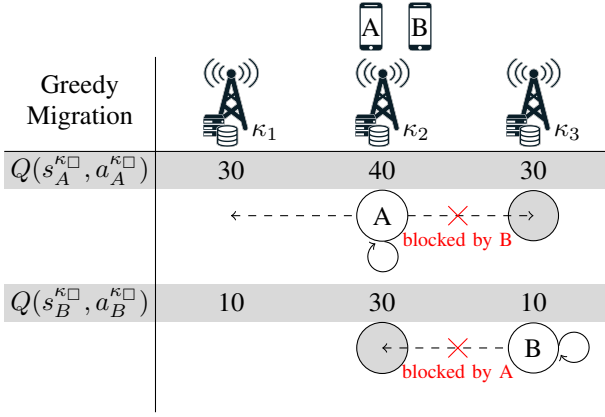 A B
Greedy
Migration
κ₁ κ₂ κ₃
Q(s_A^{κ□}, a_A^{κ□}) 30 40 30
A
blocked by B
Q(s_B^{κ□}, a_B^{κ□}) 10 30 10
B
blocked by A